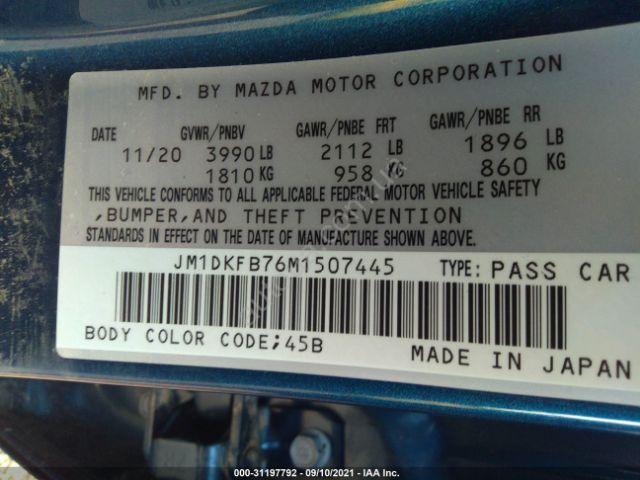 MFD. BY MAZDA MOTOR CORPORATION
DATE GVWR/PNBV GAWR/PNBE FRT GAWR/PNBE RR
11/20 3990 LB 2112 LB 1896 LB
1810 KG 958 KG 860 KG
THIS VEHICLE CONFORMS TO ALL APPLICABLE FEDERAL MOTOR VEHICLE SAFETY
,BUMPER,AND THEFT PREVENTION
STANDARDS IN EFFECT ON THE DATE OF MANUFACTURE SHOWN ABOVE.
JM1DKFB76M1507445 TYPE: PASS CAR
BODY COLOR CODE;45B MADE IN JAPAN
000-31197792 - 09/10/2021 - IAA Inc.